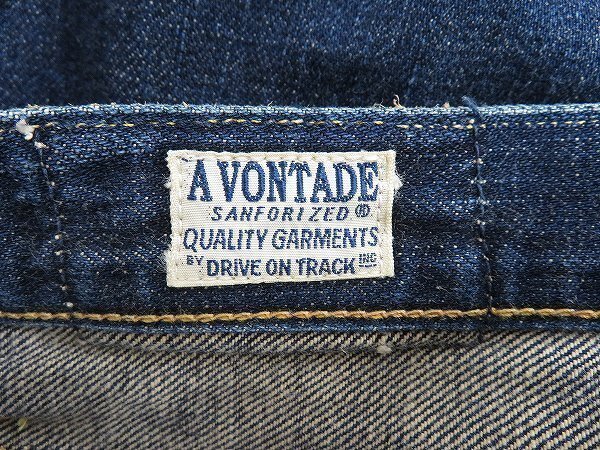 A VONTADE
SANFORIZED ®
QUALITY GARMENTS
BY DRIVE ON TRACK INC